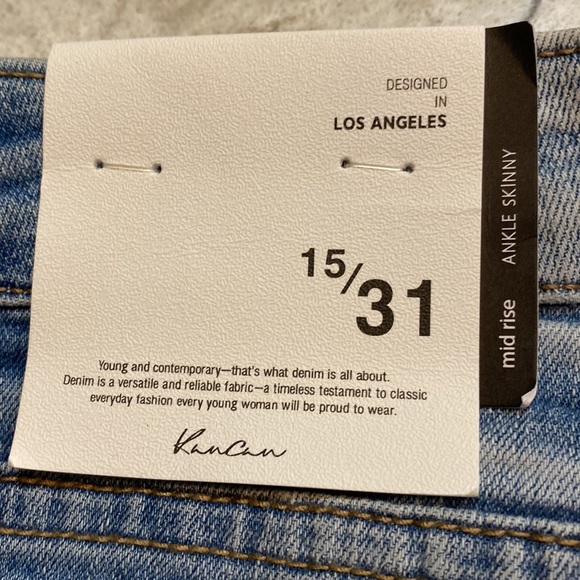 DESIGNED
IN
LOS ANGELES
15/31
Young and contemporary—that's what denim is all about.
Denim is a versatile and reliable fabric—a timeless testament to classic
everyday fashion every young woman will be proud to wear.
KanCan
mid rise ANKLE SKINNY